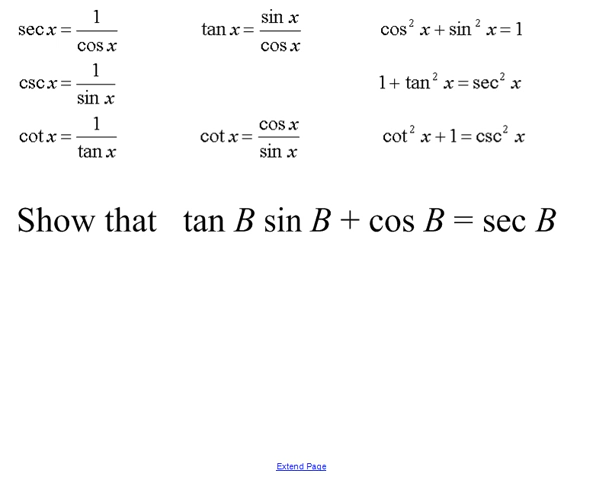 sec x = 1/cos x    tan x = sin x/cos x    cos² x + sin² x = 1
csc x = 1/sin x    1 + tan² x = sec² x
cot x = 1/tan x    cot x = cos x/sin x    cot² x + 1 = csc² x
Show that tan B sin B + cos B = sec B
Extend Page